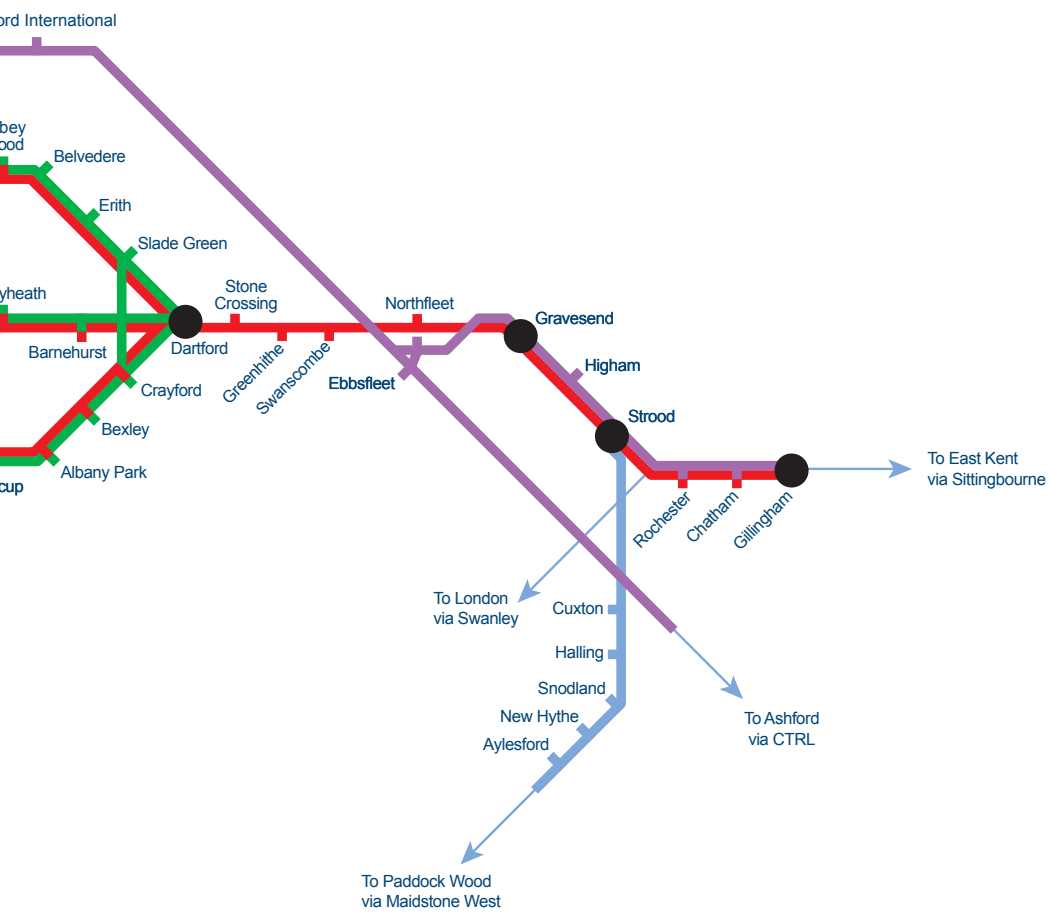 ord International
bey
ood
Belvedere
Erith
Slade Green
yheath
Stone
Crossing
Northfleet
Gravesend
Barnehurst
Dartford
Greenhithe
Swanscombe
Ebbsfleet
Higham
Crayford
Bexley
Albany Park
cup
Strood
To East Kent
via Sittingbourne
Rochester
Chatham
Gillingham
To London
via Swanley
Cuxton
Halling
Snodland
New Hythe
Aylesford
To Ashford
via CTRL
To Paddock Wood
via Maidstone West